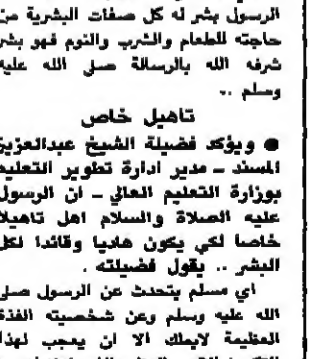 الرسول بشر له كل صفات البشرية من
حاجته للطعام والشرب والنوم فهو بشر
شرفه الله بالرسالة صلى الله عليه
وسلم ..
تاهيل خاص
● ويؤكد فضيلة الشيخ عبدالعزيز
المسند ـ مدير ادارة تطوير التعليم
بوزارة التعليم العالي ـ ان الرسول
عليه الصلاة والسلام اهل تاهيلا
خاصا لكي يكون هاديا وقائدا لكل
البشر .. يقول فضيلته .
اي مسلم يتحدث عن الرسول صلى
الله عليه وسلم وعن شخصيته الفذة
العظيمة لايملك الا ان يعجب لهذا